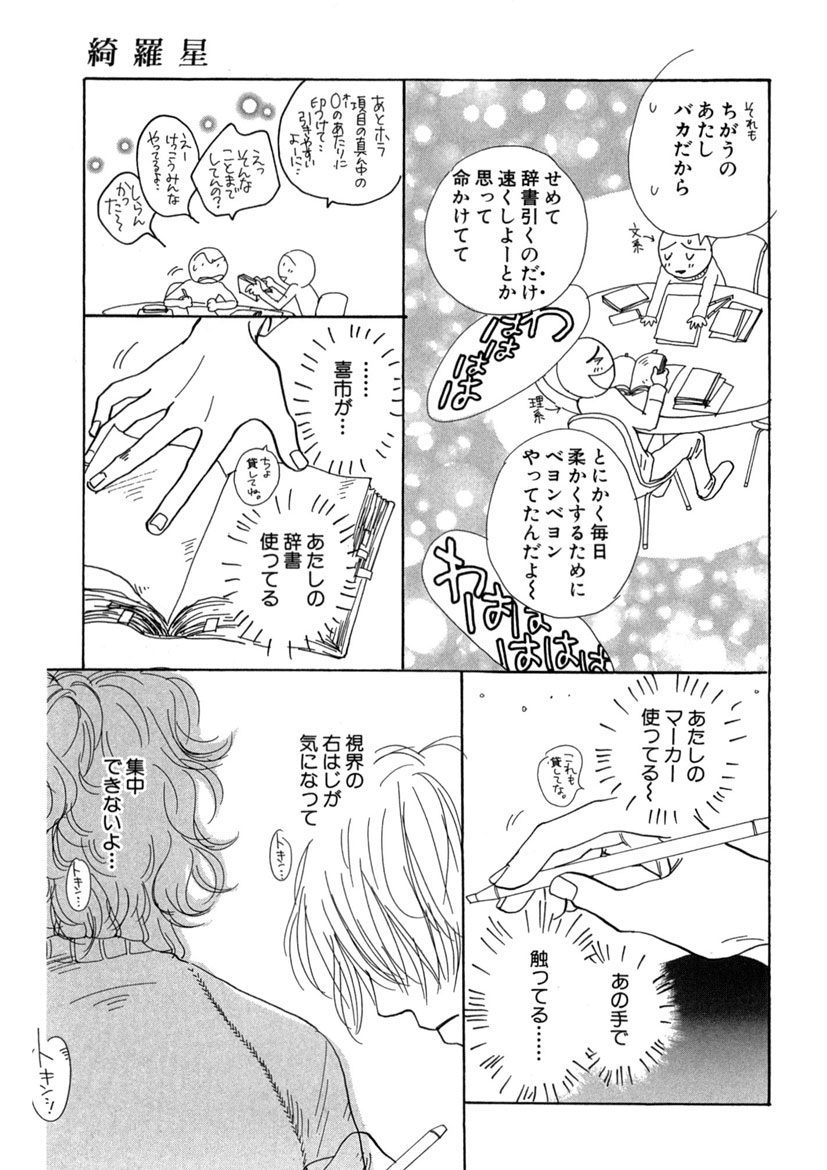 綺羅星
それも
ちがうの
あたし
バカだから
文系
せめて
辞書引くのだけ
速くしよーとか
思って
命かけてて
わ
ははははは
理系
とにかく毎日
柔かくするために
ベヨンベヨン
やってたんだよ〜
わははははははは
あとホラ
項目の真ん中の
〇のあたりに
印つけて…
引きやすい
よーに…
えっ
そんな
ことまで
してんの?
えー
けっこうみんな
やってるよ…
しらん
かった〜
……
喜市が…
ちょ
貸してね。
あたしの
辞書
使ってる
あたしの
マーカー
使ってる〜
これも
貸してな。
あの手で
触ってる……
視界の
右はじが
気になって
トキン…
集中
できないよ…
トキン…
トキンッ!